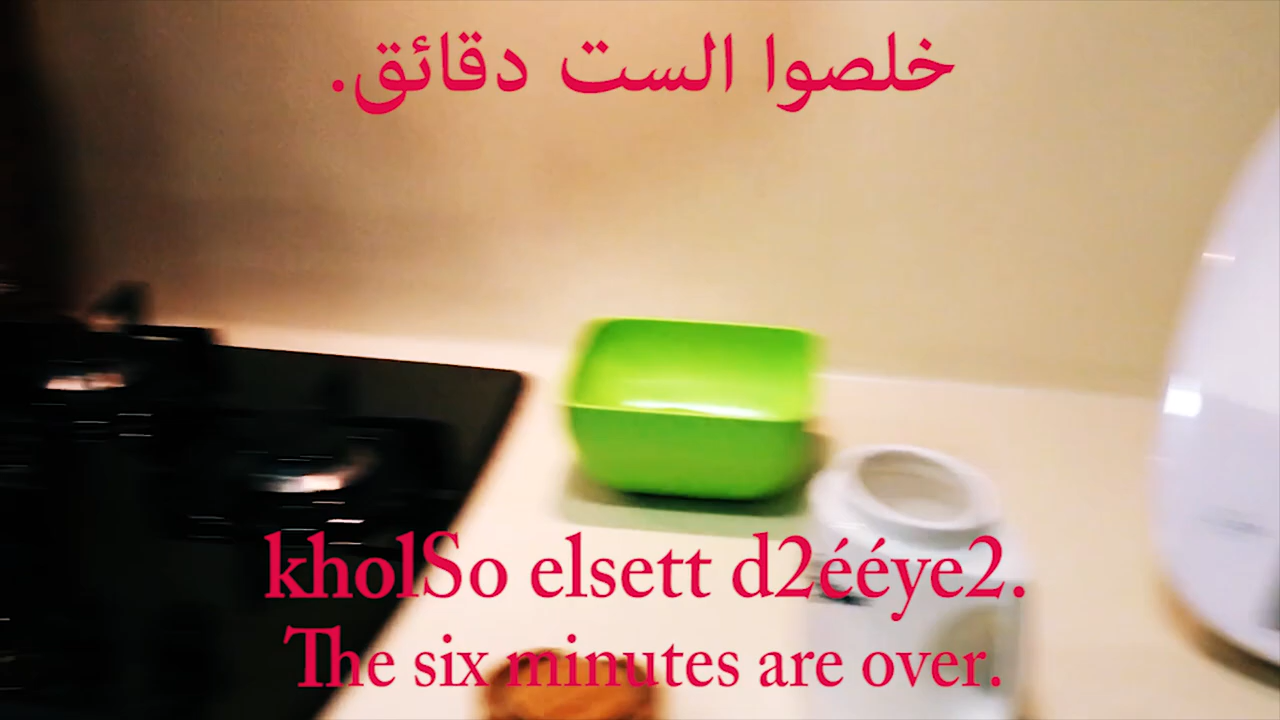 خلصوا الست دقائق.
kholSo elsett d2ééye2.
The six minutes are over.